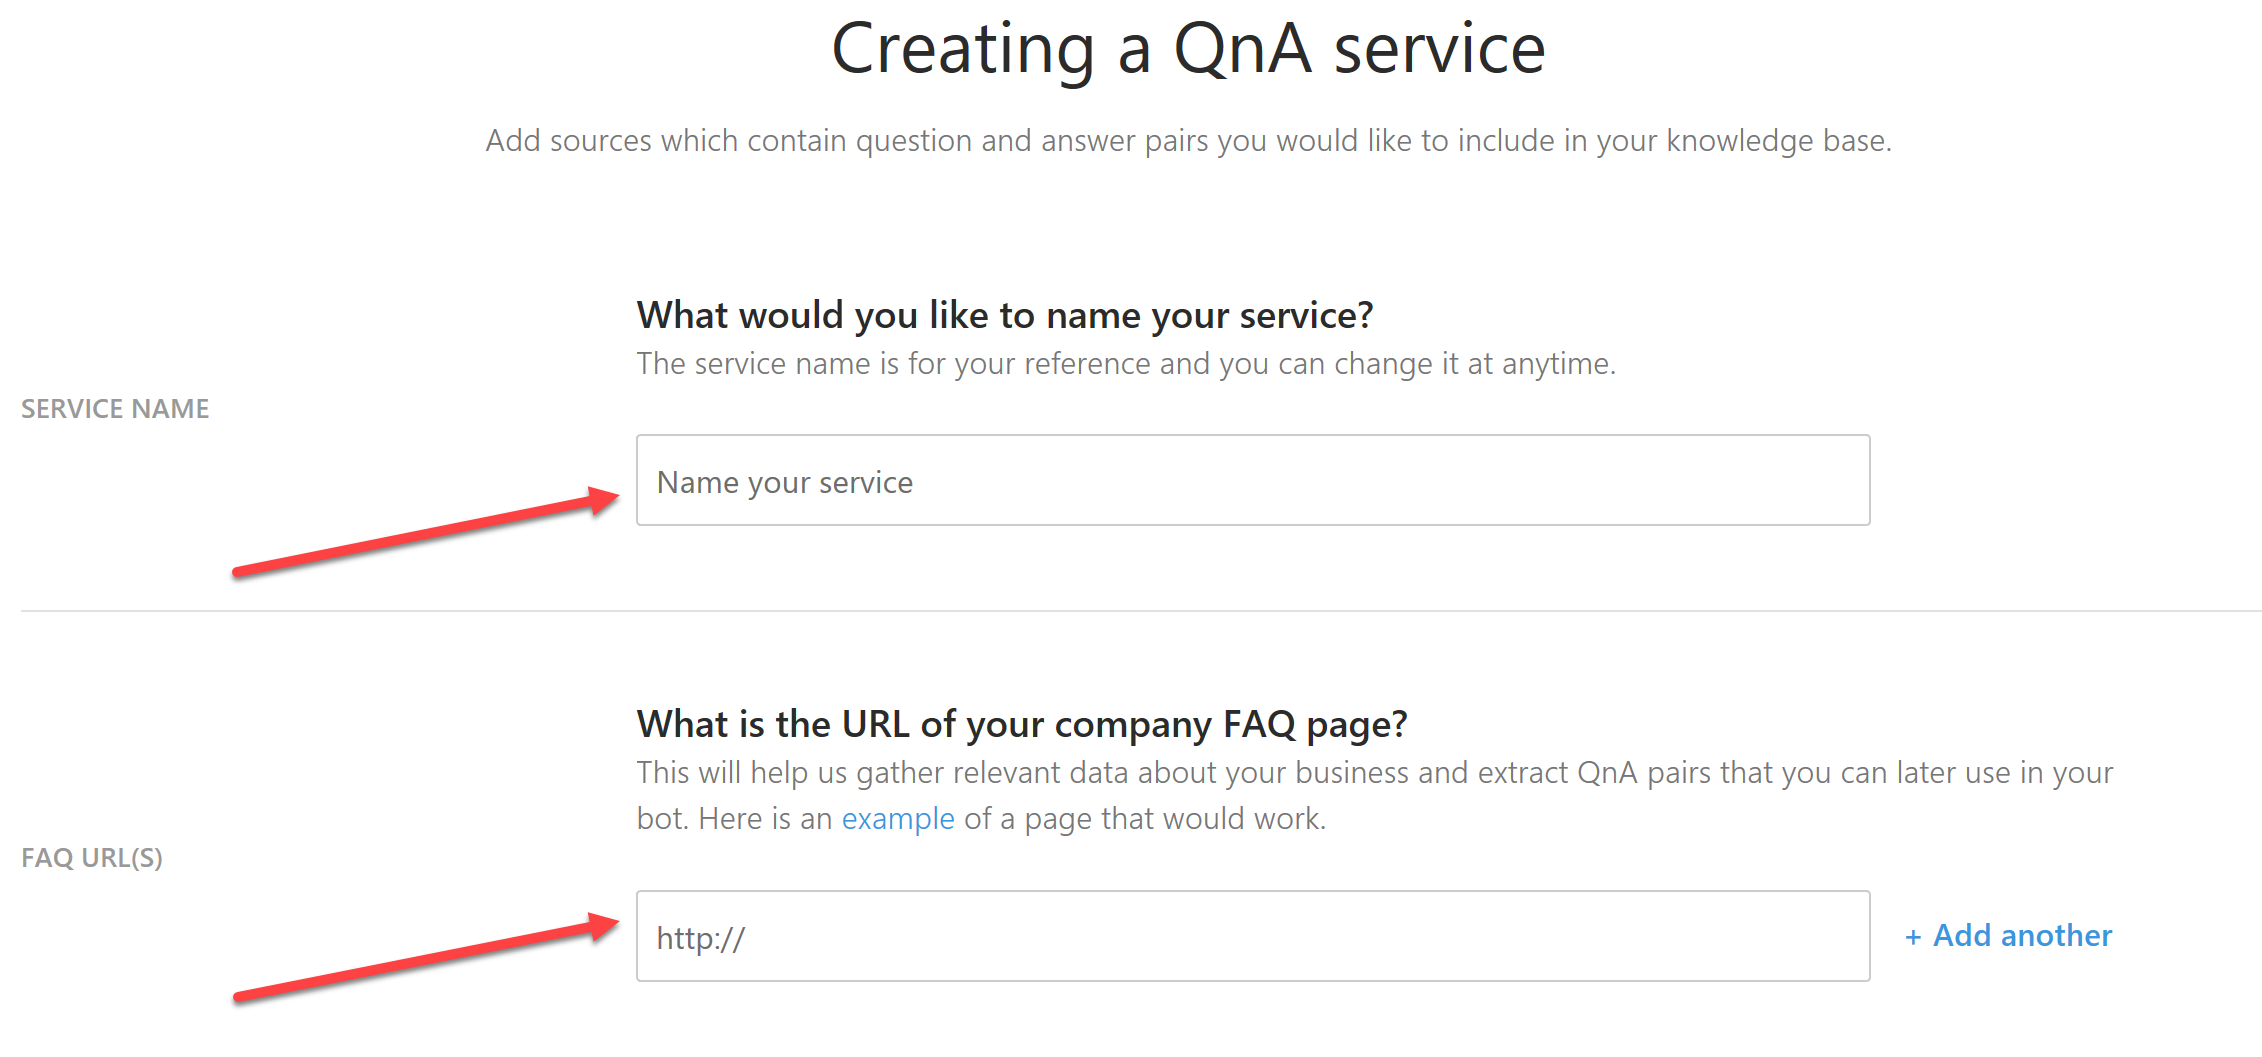 Creating a QnA service
Add sources which contain question and answer pairs you would like to include in your knowledge base.
What would you like to name your service?
The service name is for your reference and you can change it at anytime.
SERVICE NAME
Name your service
What is the URL of your company FAQ page?
This will help us gather relevant data about your business and extract QnA pairs that you can later use in your
bot. Here is an example of a page that would work.
FAQ URL(S)
http://
+ Add another